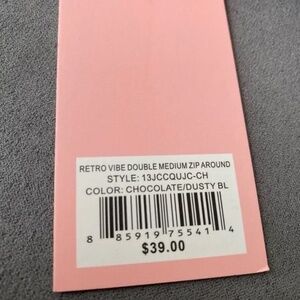 RETRO VIBE DOUBLE MEDIUM ZIP AROUND
STYLE: 13JCCQUJC-CH
COLOR: CHOCOLATE/DUSTY BL
8 85919 75541 4
$39.00